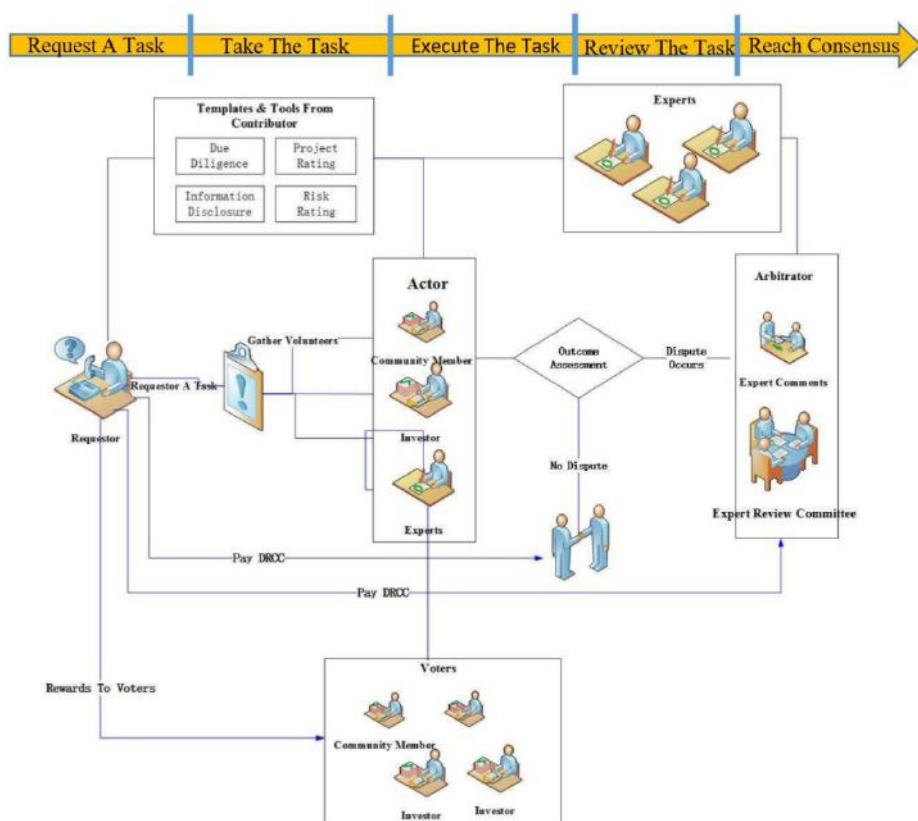 Request A Task
Take The Task
Execute The Task
Review The Task
Reach Consensus
Templates & Tools From
Contributor
Due
Diligence
Project
Rating
Information
Disclosure
Risk
Rating
Experts
Actor
Community Member
Investor
Experts
Gather Volunteers
Requestor A Task
Requestor
Outcome
Assessment
Dispute
Occurs
No Dispute
Arbitrator
Expert Comments
Expert Review Committee
Pay DRCC
Pay DRCC
Rewards To Voters
Voters
Community Member
Investor
Investor